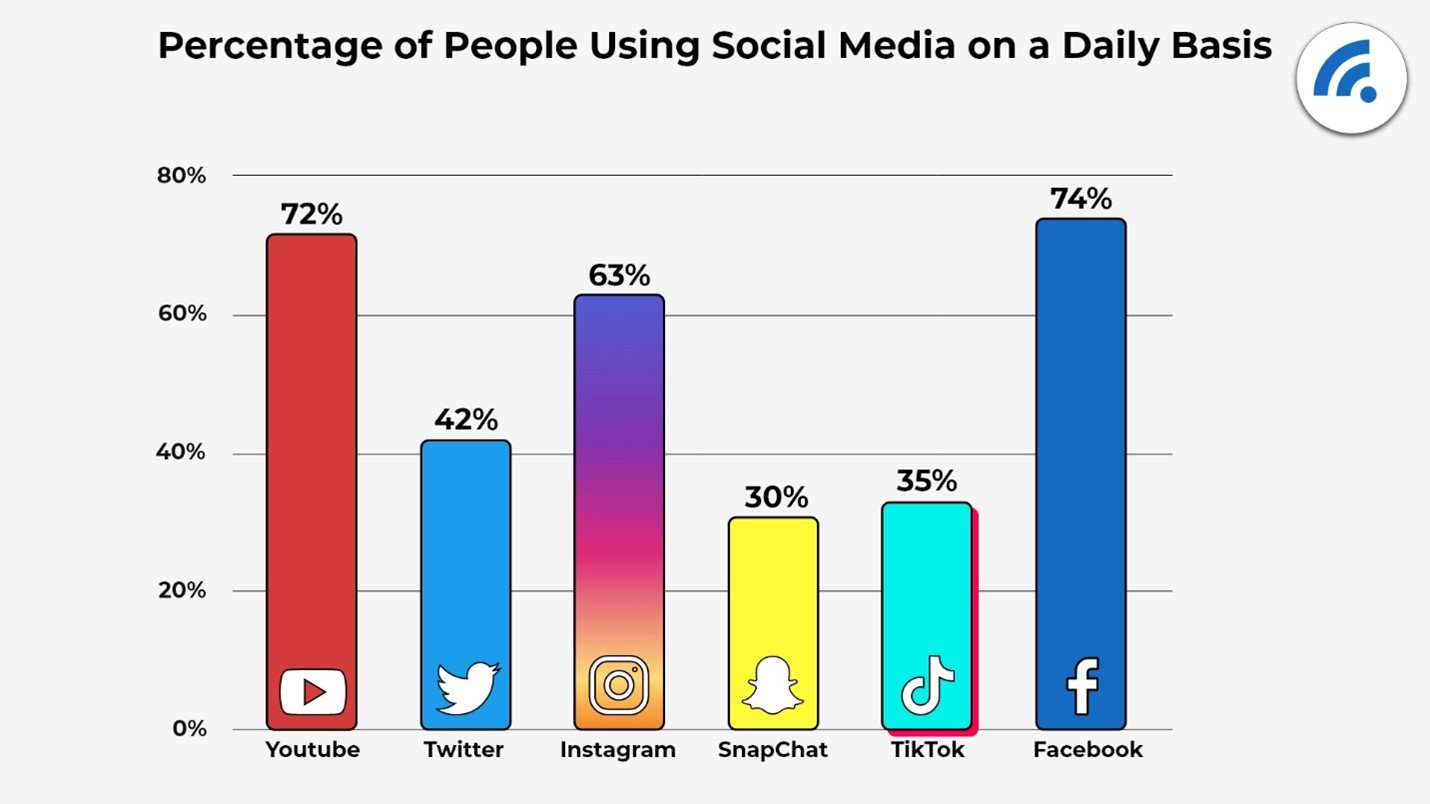 Percentage of People Using Social Media on a Daily Basis
80%
72%
74%
63%
60%
42%
40%
30%
35%
20%
0%
Youtube
Twitter
Instagram
SnapChat
TikTok
Facebook